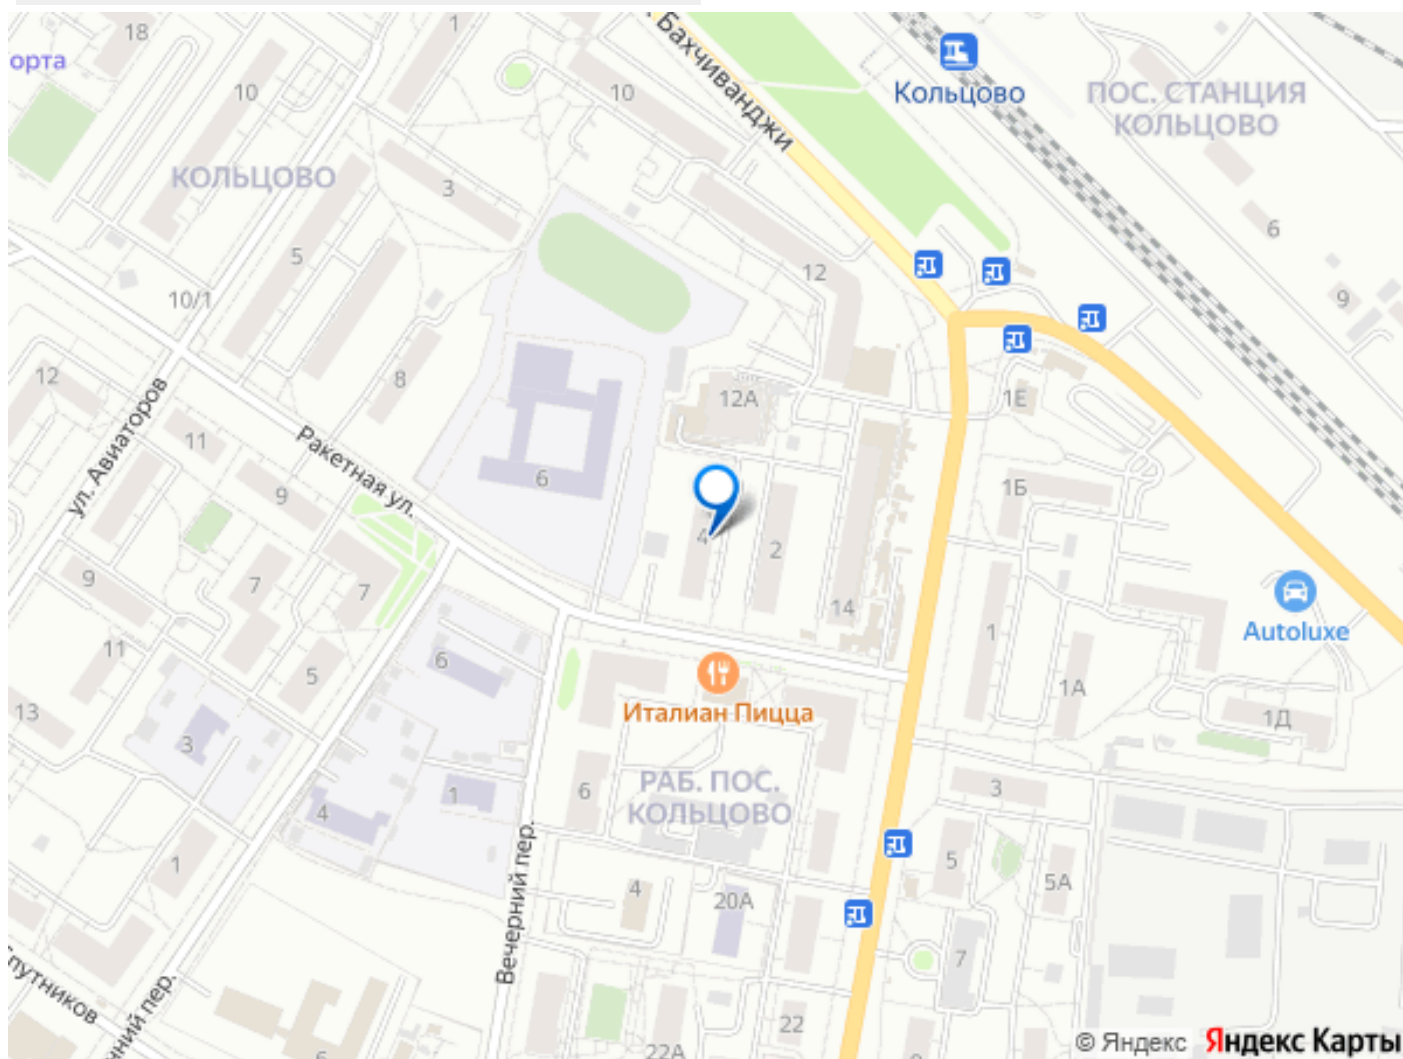 18
1
орта
Бахчиванджи
Кольцово
ПОС. СТАНЦИЯ
КОЛЬЦОВО
10
10
КОЛЬЦОВО
3
6
5
12
10/1
9
12
8
12А
1Е
ул. Авиаторов
11
Ракетная ул.
9
6
1Б
4
2
9
7
7
14
Autoluxe
1
11
6
5
1А
13
Италиан Пицца
1Д
3
РАБ. ПОС.
КОЛЬЦОВО
6
1
3
4
1
Вечерний пер.
4
20А
5
5А
7
22
22А
© Яндекс
Яндекс Карты